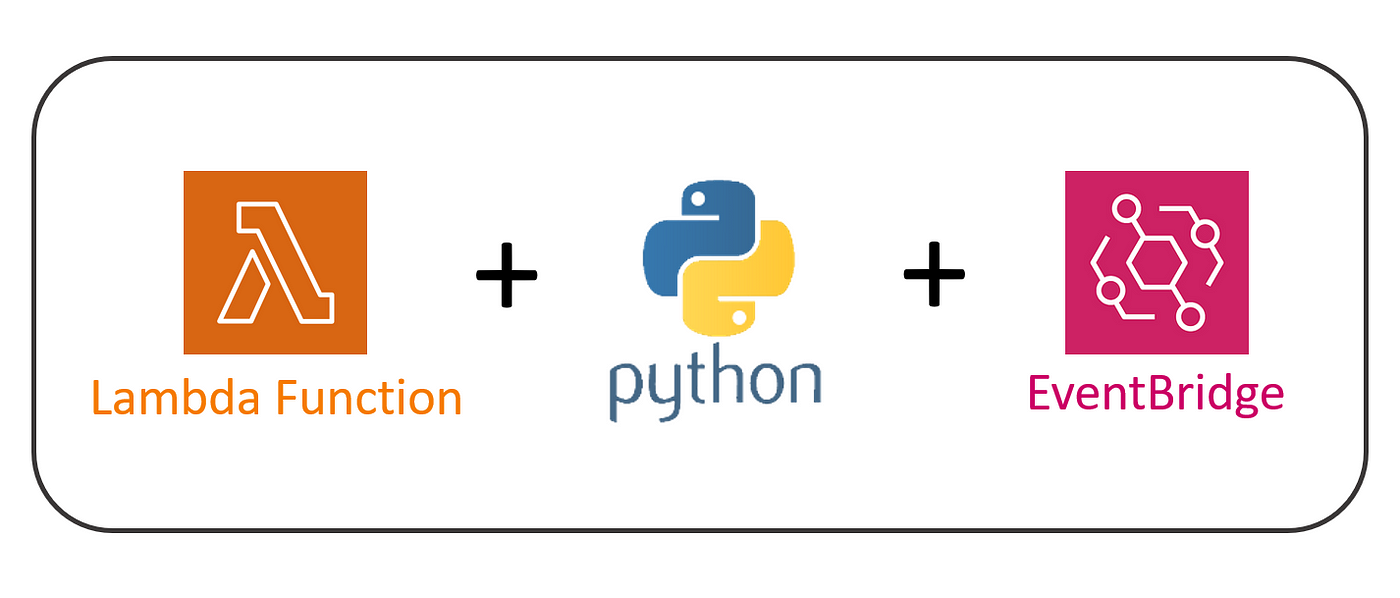 Lambda Function
+
python
+
EventBridge